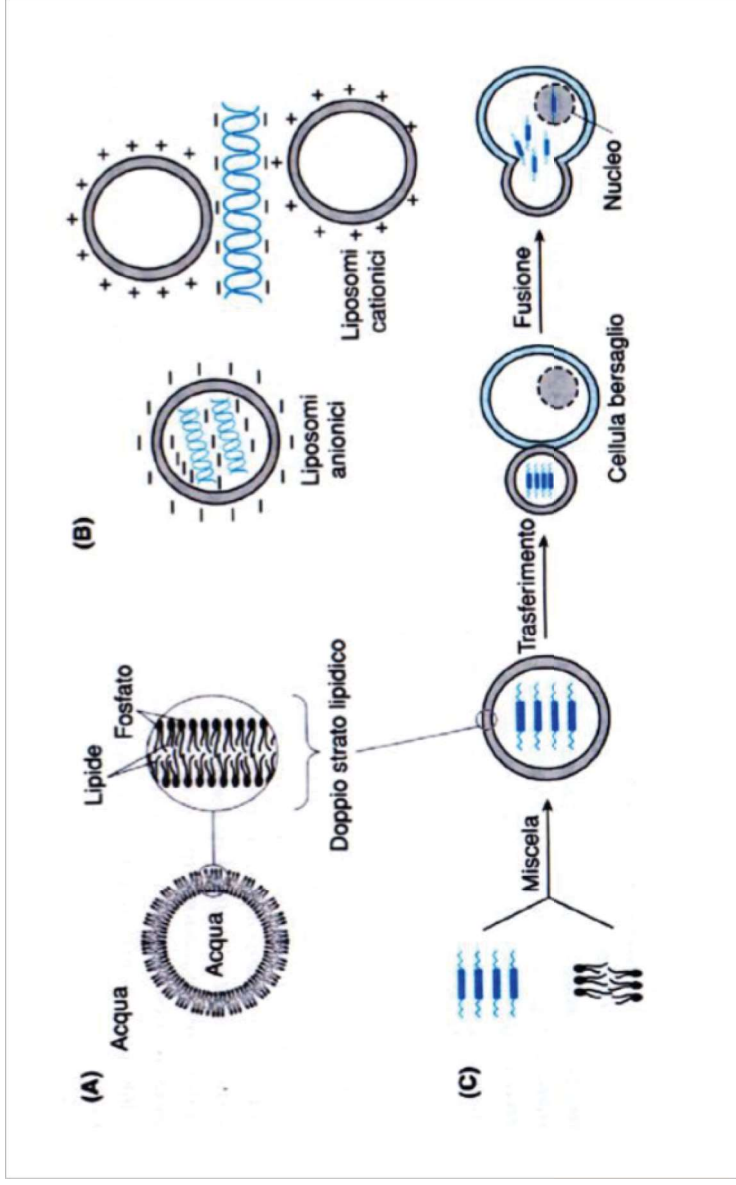 (A)
Acqua
Acqua
Lipide
Fosfato
Doppio strato lipidico
(B)
Liposomi
anionici
Liposomi
cationici
(C)
Miscela
Trasferimento
Cellula bersaglio
Fusione
Nucleo